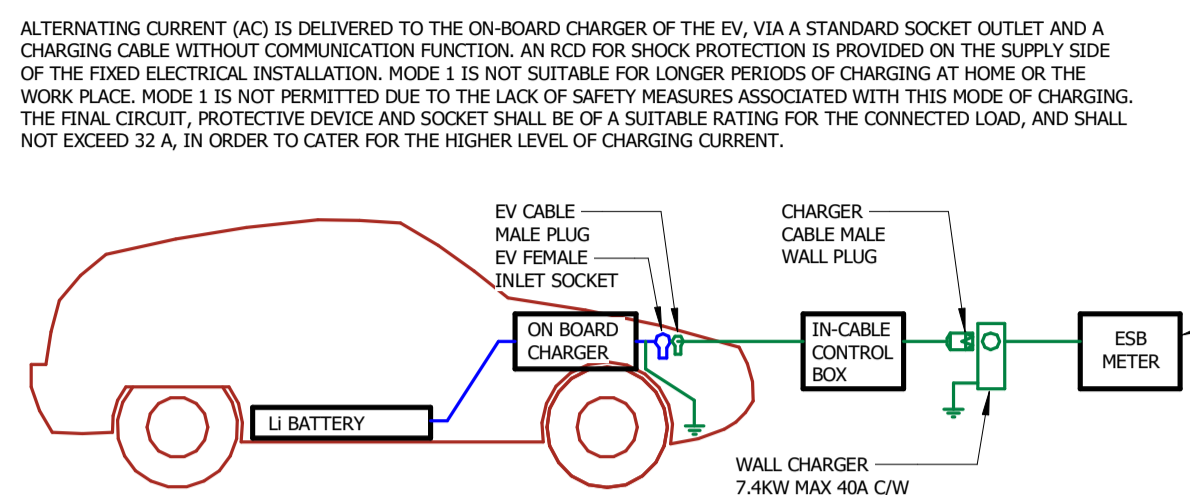 ALTERNATING CURRENT (AC) IS DELIVERED TO THE ON-BOARD CHARGER OF THE EV, VIA A STANDARD SOCKET OUTLET AND A
CHARGING CABLE WITHOUT COMMUNICATION FUNCTION. AN RCD FOR SHOCK PROTECTION IS PROVIDED ON THE SUPPLY SIDE
OF THE FIXED ELECTRICAL INSTALLATION. MODE 1 IS NOT SUITABLE FOR LONGER PERIODS OF CHARGING AT HOME OR THE
WORK PLACE. MODE 1 IS NOT PERMITTED DUE TO THE LACK OF SAFETY MEASURES ASSOCIATED WITH THIS MODE OF CHARGING.
THE FINAL CIRCUIT, PROTECTIVE DEVICE AND SOCKET SHALL BE OF A SUITABLE RATING FOR THE CONNECTED LOAD, AND SHALL
NOT EXCEED 32 A, IN ORDER TO CATER FOR THE HIGHER LEVEL OF CHARGING CURRENT.
EV CABLE
MALE PLUG
EV FEMALE
INLET SOCKET
CHARGER
CABLE MALE
WALL PLUG
ON BOARD
CHARGER
IN-CABLE
CONTROL
BOX
ESB
METER
Li BATTERY
WALL CHARGER
7.4KW MAX 40A C/W